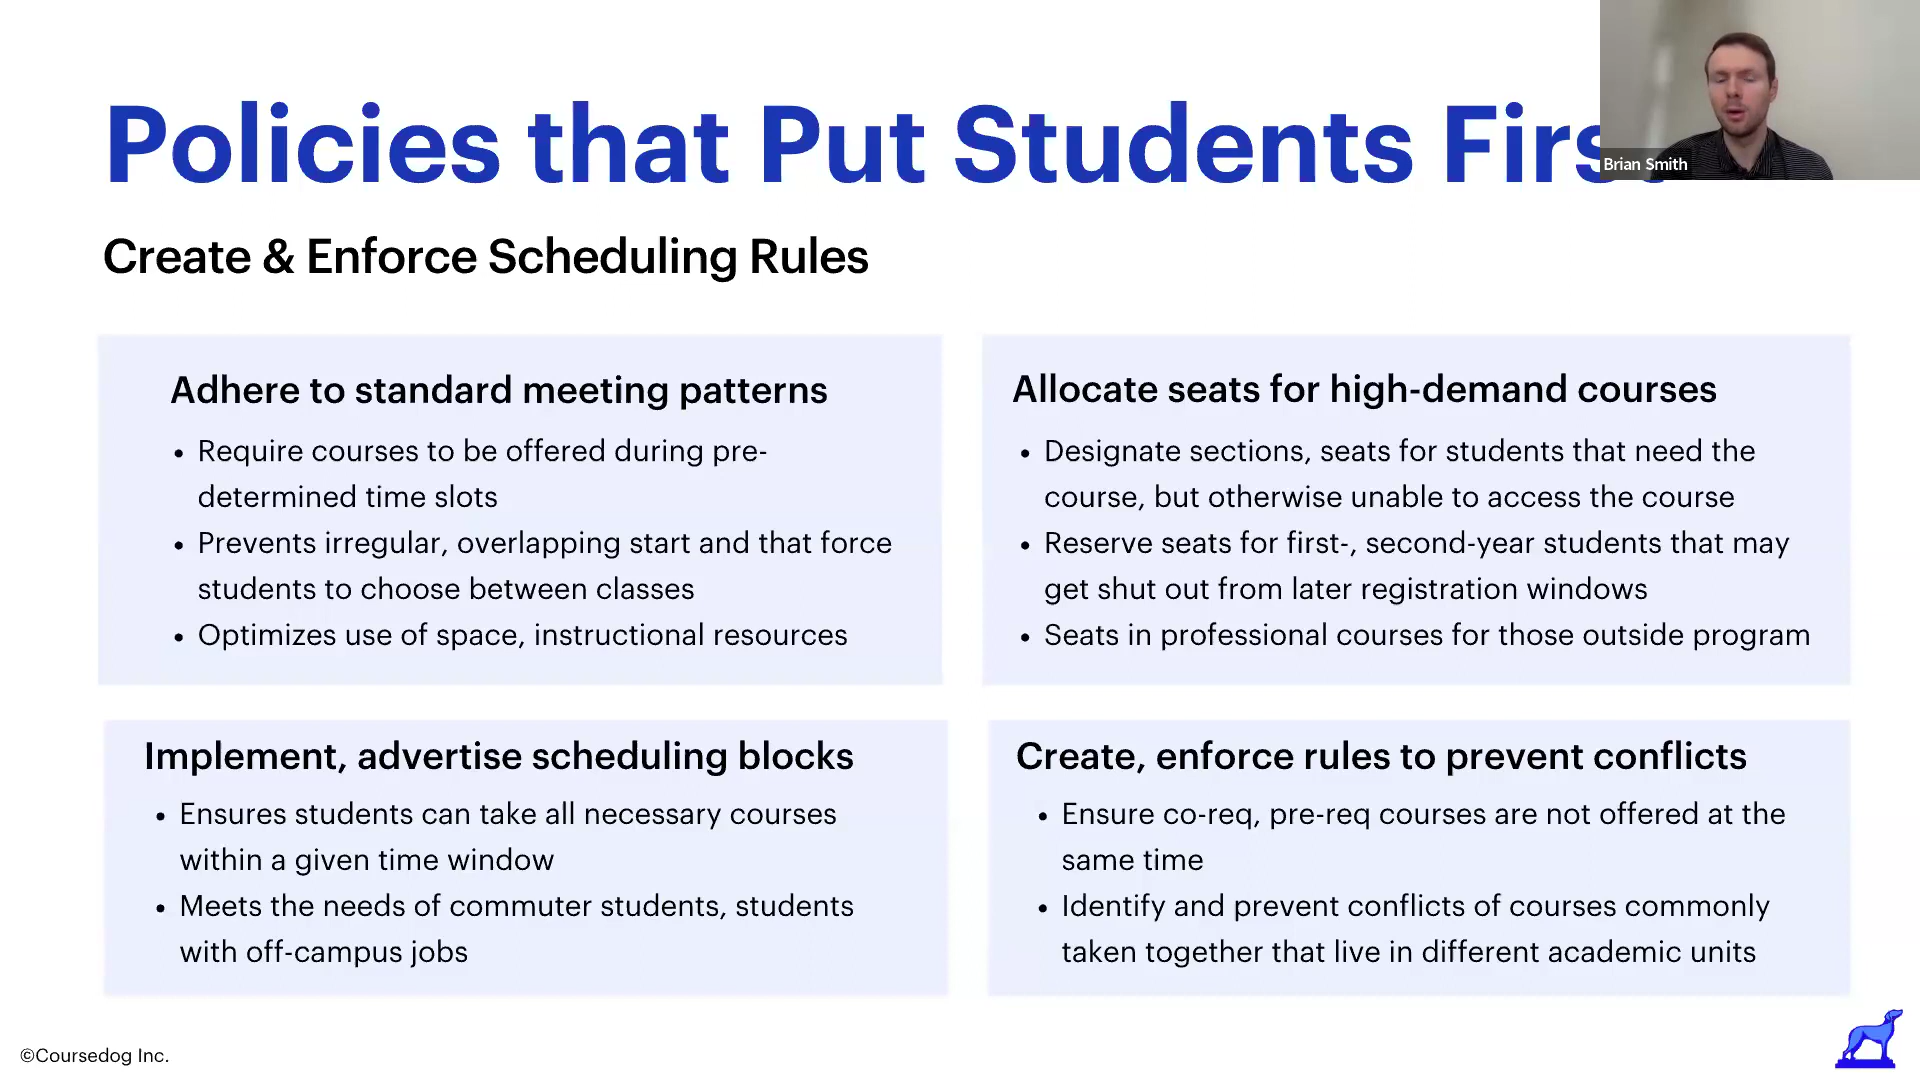 Policies that Put Students Firs
Brian Smith
Create & Enforce Scheduling Rules
Adhere to standard meeting patterns
• Require courses to be offered during pre-
determined time slots
• Prevents irregular, overlapping start and that force
students to choose between classes
• Optimizes use of space, instructional resources
Allocate seats for high-demand courses
• Designate sections, seats for students that need the
course, but otherwise unable to access the course
• Reserve seats for first-, second-year students that may
get shut out from later registration windows
• Seats in professional courses for those outside program
Implement, advertise scheduling blocks
• Ensures students can take all necessary courses
within a given time window
• Meets the needs of commuter students, students
with off-campus jobs
Create, enforce rules to prevent conflicts
• Ensure co-req, pre-req courses are not offered at the
same time
• Identify and prevent conflicts of courses commonly
taken together that live in different academic units
©Coursedog Inc.